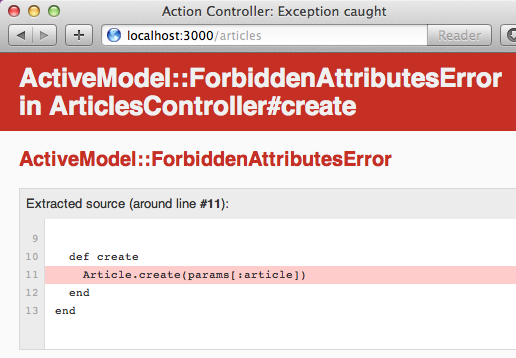 Action Controller: Exception caught
localhost:3000/articles
Reader
ActiveModel::ForbiddenAttributesError
in ArticlesController#create
ActiveModel::ForbiddenAttributesError
Extracted source (around line #11):
9
10 def create
11 Article.create(params[:article])
12 end
13 end